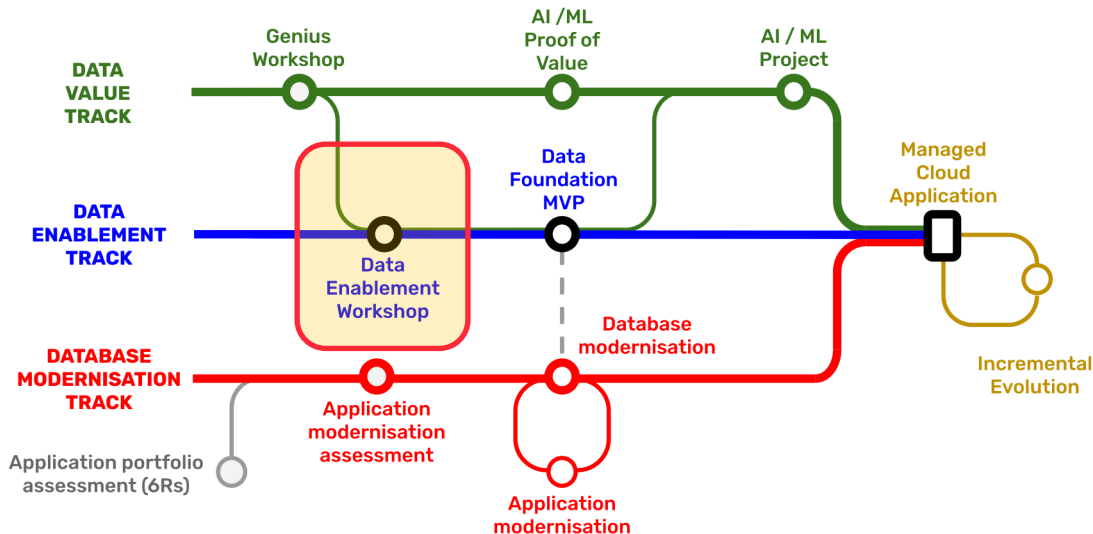 Genius
Workshop
AI /ML
Proof of
Value
AI / ML
Project
DATA
VALUE
TRACK
Managed
Cloud
Application
Data
Foundation
MVP
DATA
ENABLEMENT
TRACK
Data
Enablement
Workshop
Database
modernisation
DATABASE
MODERNISATION
TRACK
Incremental
Evolution
Application
modernisation
assessment
Application portfolio
assessment (6Rs)
Application
modernisation